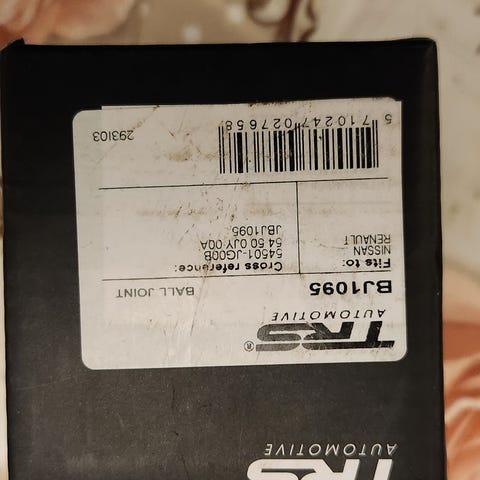 TRS
AUTOMOTIVE
TRS®
AUTOMOTIVE
BJ1095 BALL JOINT
Fits to:
NISSAN
RENAULT
Cross reference:
54501-JG00B
54 50 0JY 00A
JBJ1095
5 710247 027658
293I03